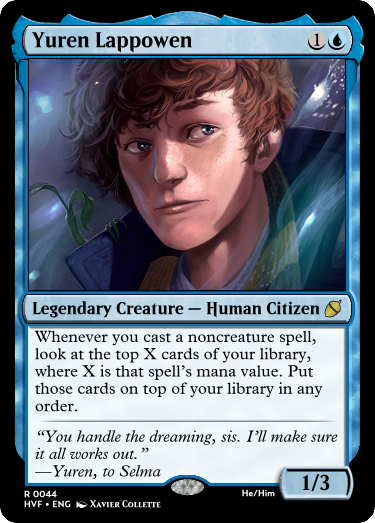 Yuren Lappowen 1
Legendary Creature — Human Citizen
Whenever you cast a noncreature spell,
look at the top X cards of your library,
where X is that spell’s mana value. Put
those cards on top of your library in any
order.
“You handle the dreaming, sis. I’ll make sure
it all works out.”
—Yuren, to Selma
1/3
R 0044
HVF • ENG Xavier Collette
He/Him